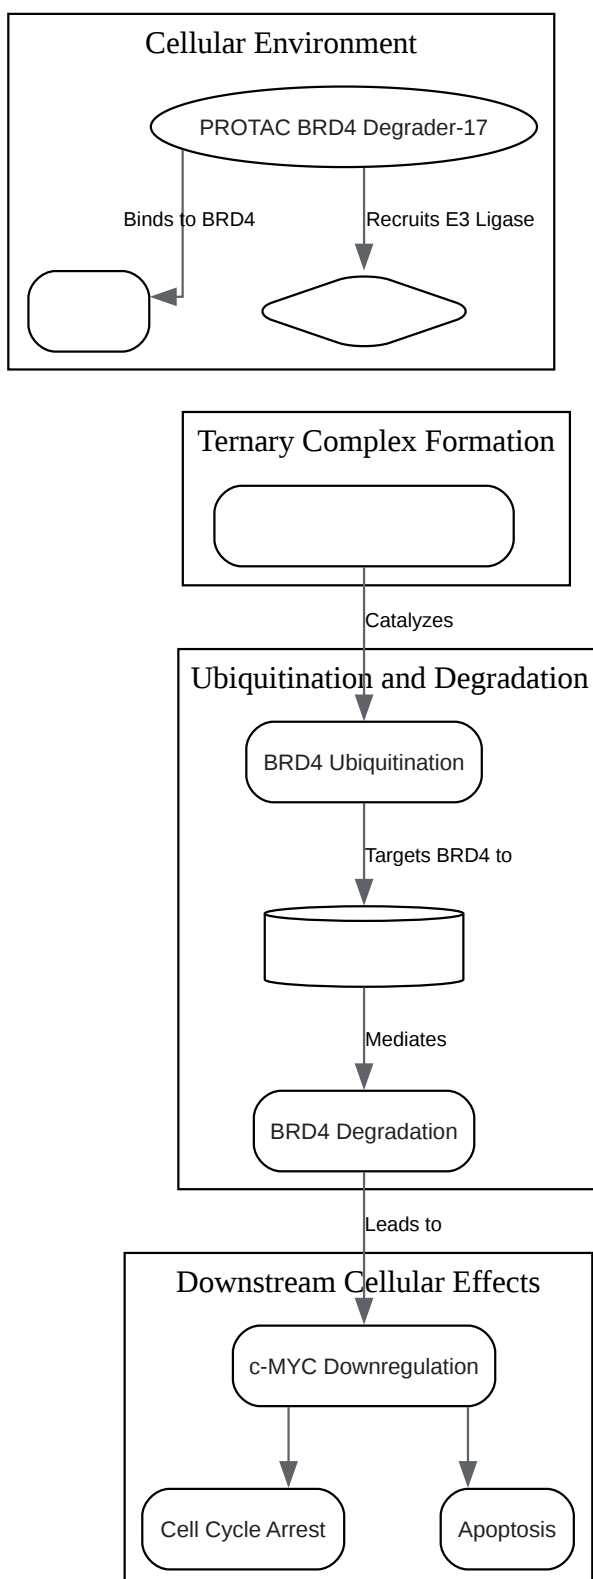 Cellular Environment
PROTAC BRD4 Degrader-17
Binds to BRD4
Recruits E3 Ligase
Ternary Complex Formation
Catalyzes
Ubiquitination and Degradation
BRD4 Ubiquitination
Targets BRD4 to
Mediates
BRD4 Degradation
Leads to
Downstream Cellular Effects
c-MYC Downregulation
Cell Cycle Arrest
Apoptosis